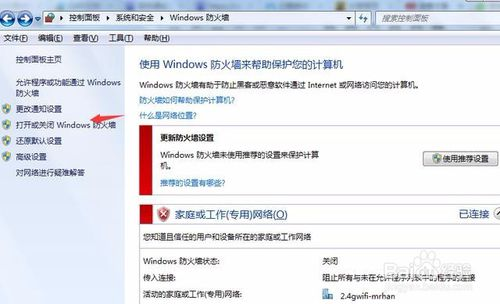 控制面板 ▸ 系统和安全 ▸ Windows 防火墙
搜索控制面板
文件(F) 编辑(E) 查看(V) 工具(T) 帮助(H)
控制面板主页
允许程序或功能通过 Windows 防火墙
更改通知设置
打开或关闭 Windows 防火墙
还原默认设置
高级设置
对网络进行疑难解答
使用 Windows 防火墙来帮助保护您的计算机
Windows 防火墙有助于防止黑客或恶意软件通过 Internet 或网络访问您的计算机。
防火墙如何帮助保护计算机?
什么是网络位置?
更新防火墙设置
Windows 防火墙未使用推荐的设置来保护计算机。
使用推荐设置
推荐的设置有哪些?
家庭或工作(专用)网络(O)
已连接
您知道且信任的用户和设备所在的家庭或工作网络
Windows 防火墙状态:
关闭
传入连接:
阻止所有与未在允许程序列表中的程序的连接
活动的家庭或工作(专用)网络:
2.4gwifi-mrhan